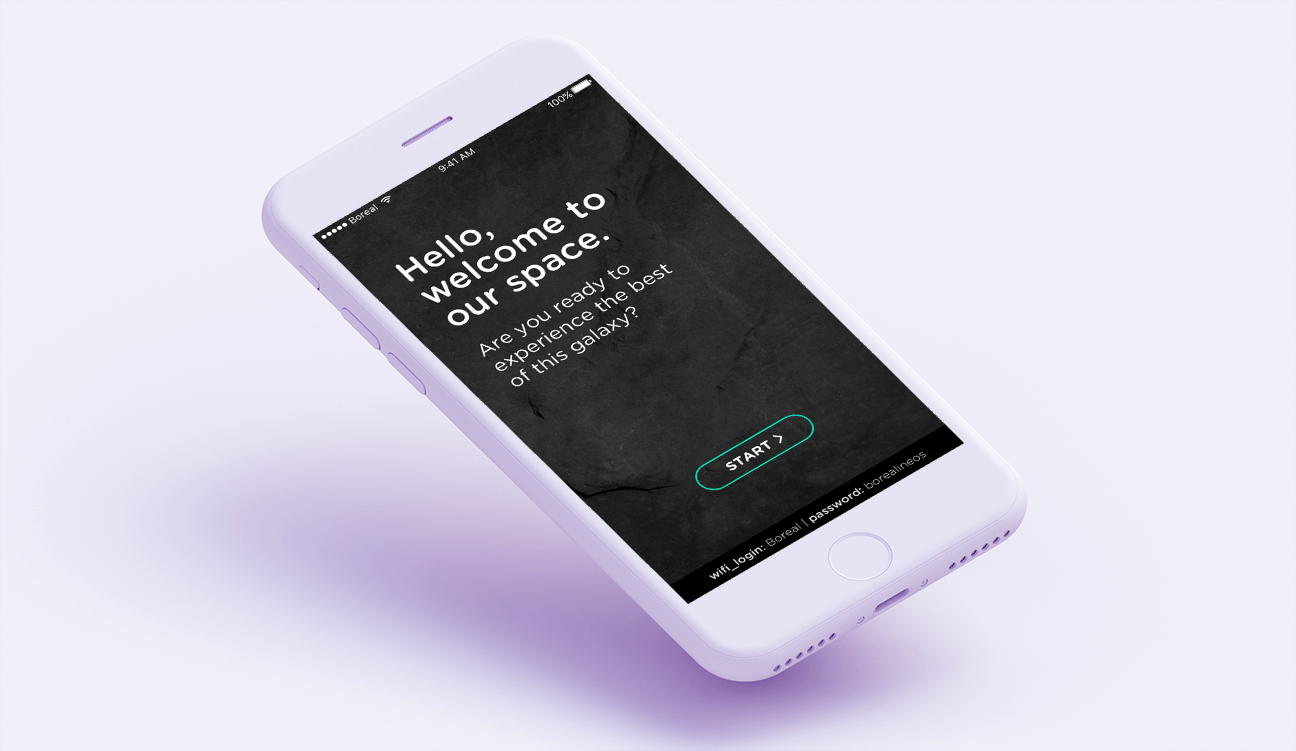 Boreal
9:41 AM
100%
Hello,
welcome to
our space.
Are you ready to
experience the best
of this galaxy?
START >
wifi_login: Boreal | password: borealineos